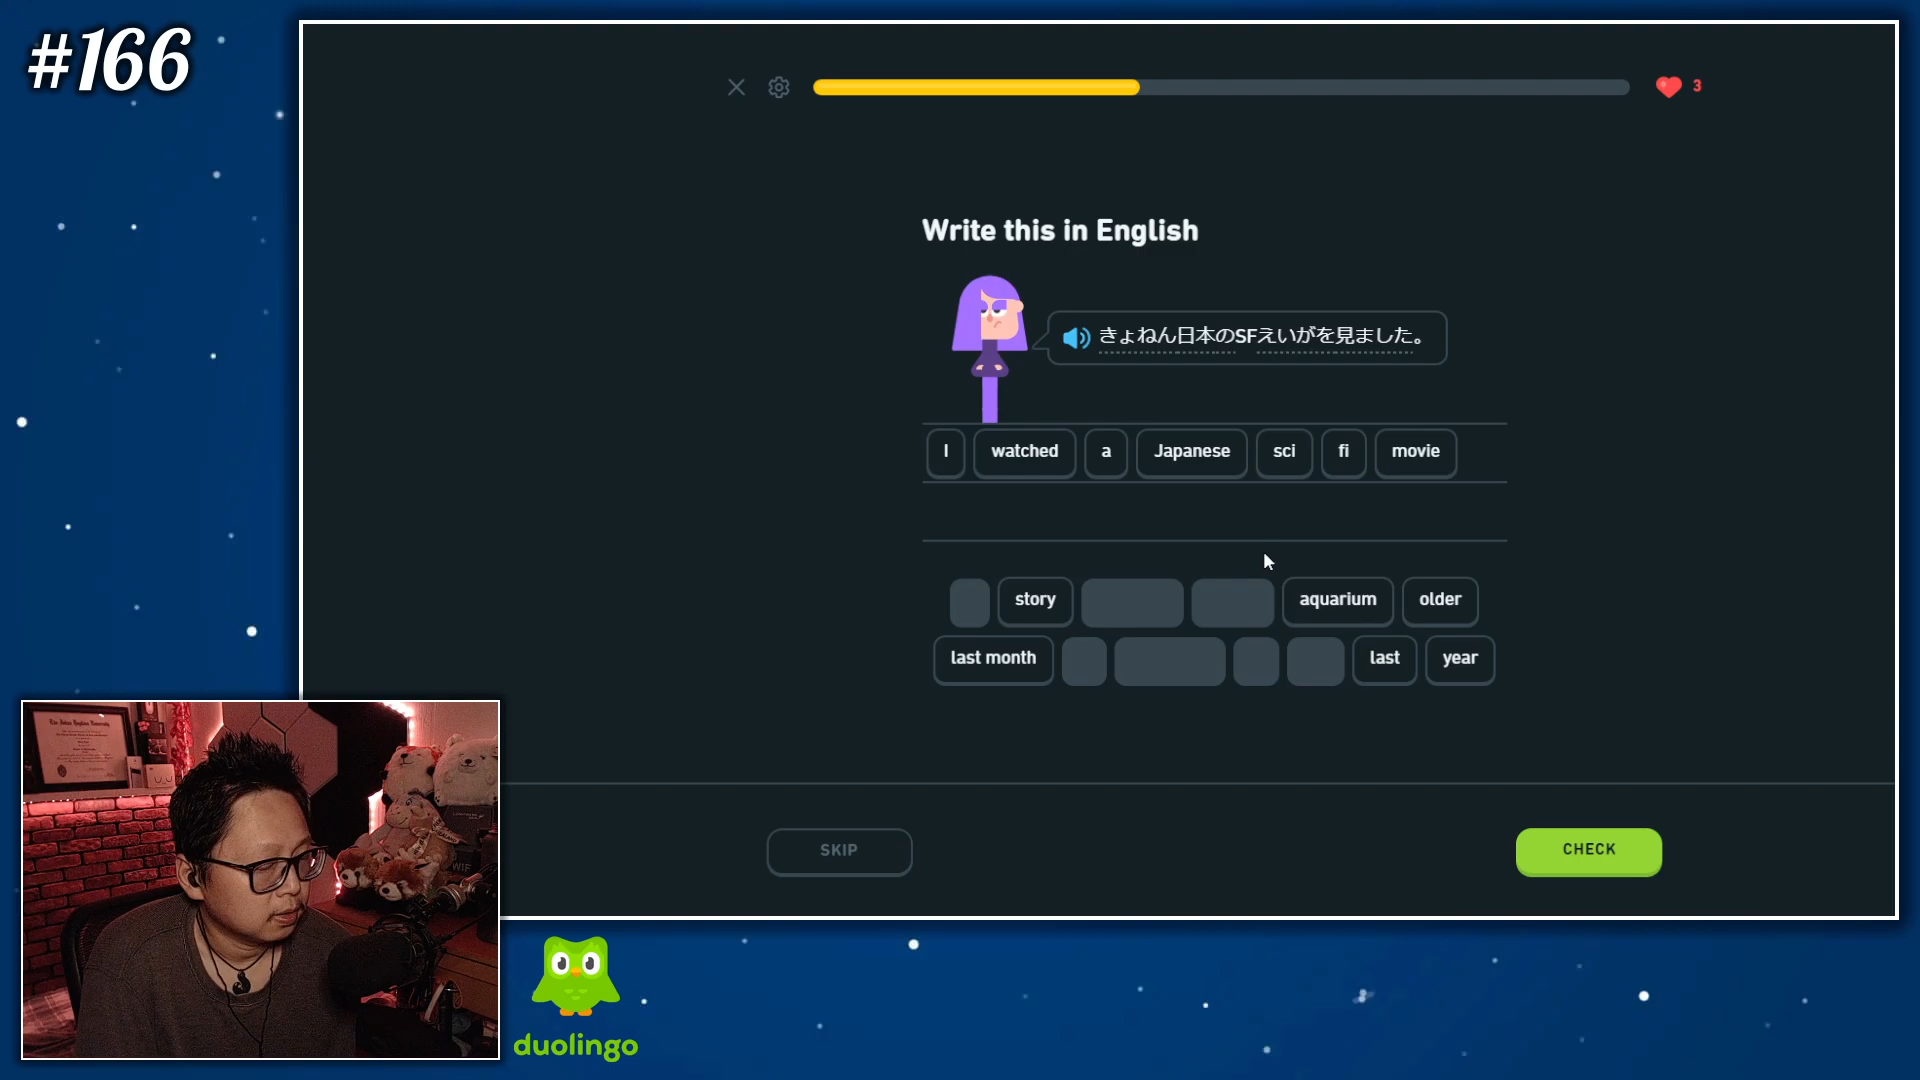 #166
3
Write this in English
きょねん日本のSFえいがを見ました。
I watched a Japanese sci fi movie
story aquarium older
last month last year
SKIP
CHECK
duolingo